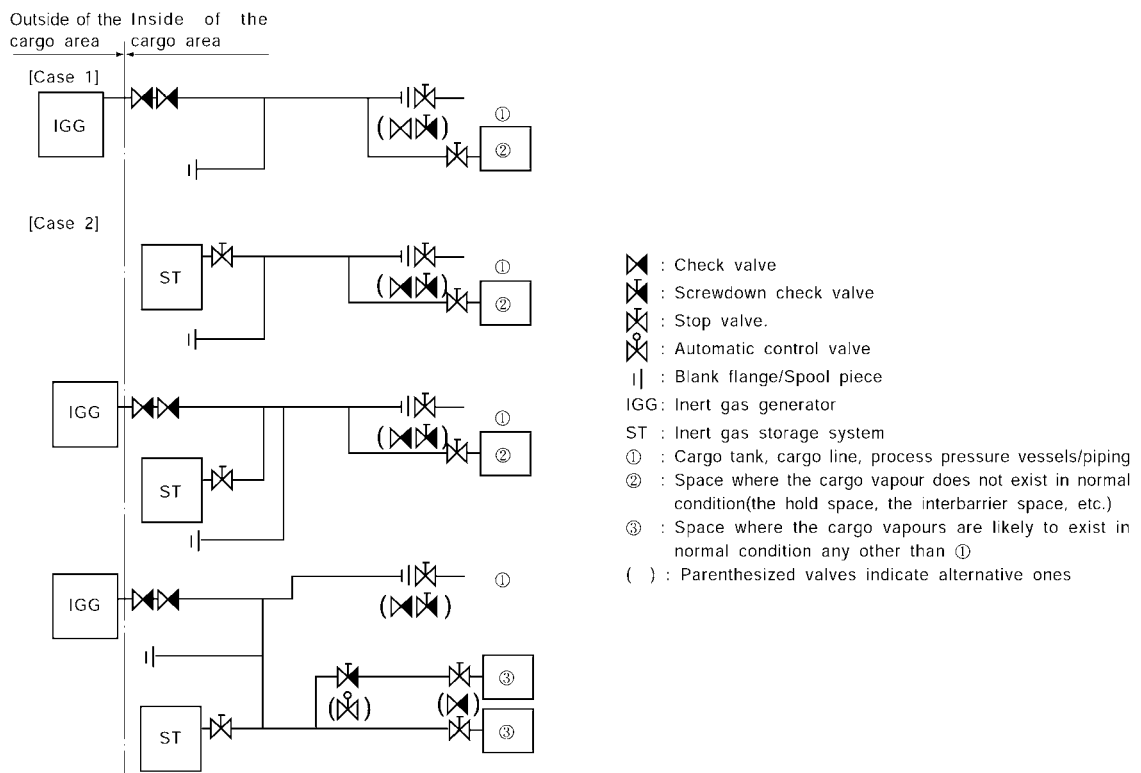 Outside of the Inside of the
cargo area cargo area
[Case 1]
IGG
①
②
( )
[Case 2]
ST
①
②
( )
IGG
①
②
( )
ST
IGG
①
( )
③
( ) ( )
ST
③
: Check valve
: Screwdown check valve
: Stop valve.
: Automatic control valve
: Blank flange/Spool piece
IGG: Inert gas generator
ST : Inert gas storage system
① : Cargo tank, cargo line, process pressure vessels/piping
② : Space where the cargo vapour does not exist in normal
condition(the hold space, the interbarrier space, etc.)
③ : Space where the cargo vapours are likely to exist in
normal condition any other than ①
( ) : Parenthesized valves indicate alternative ones